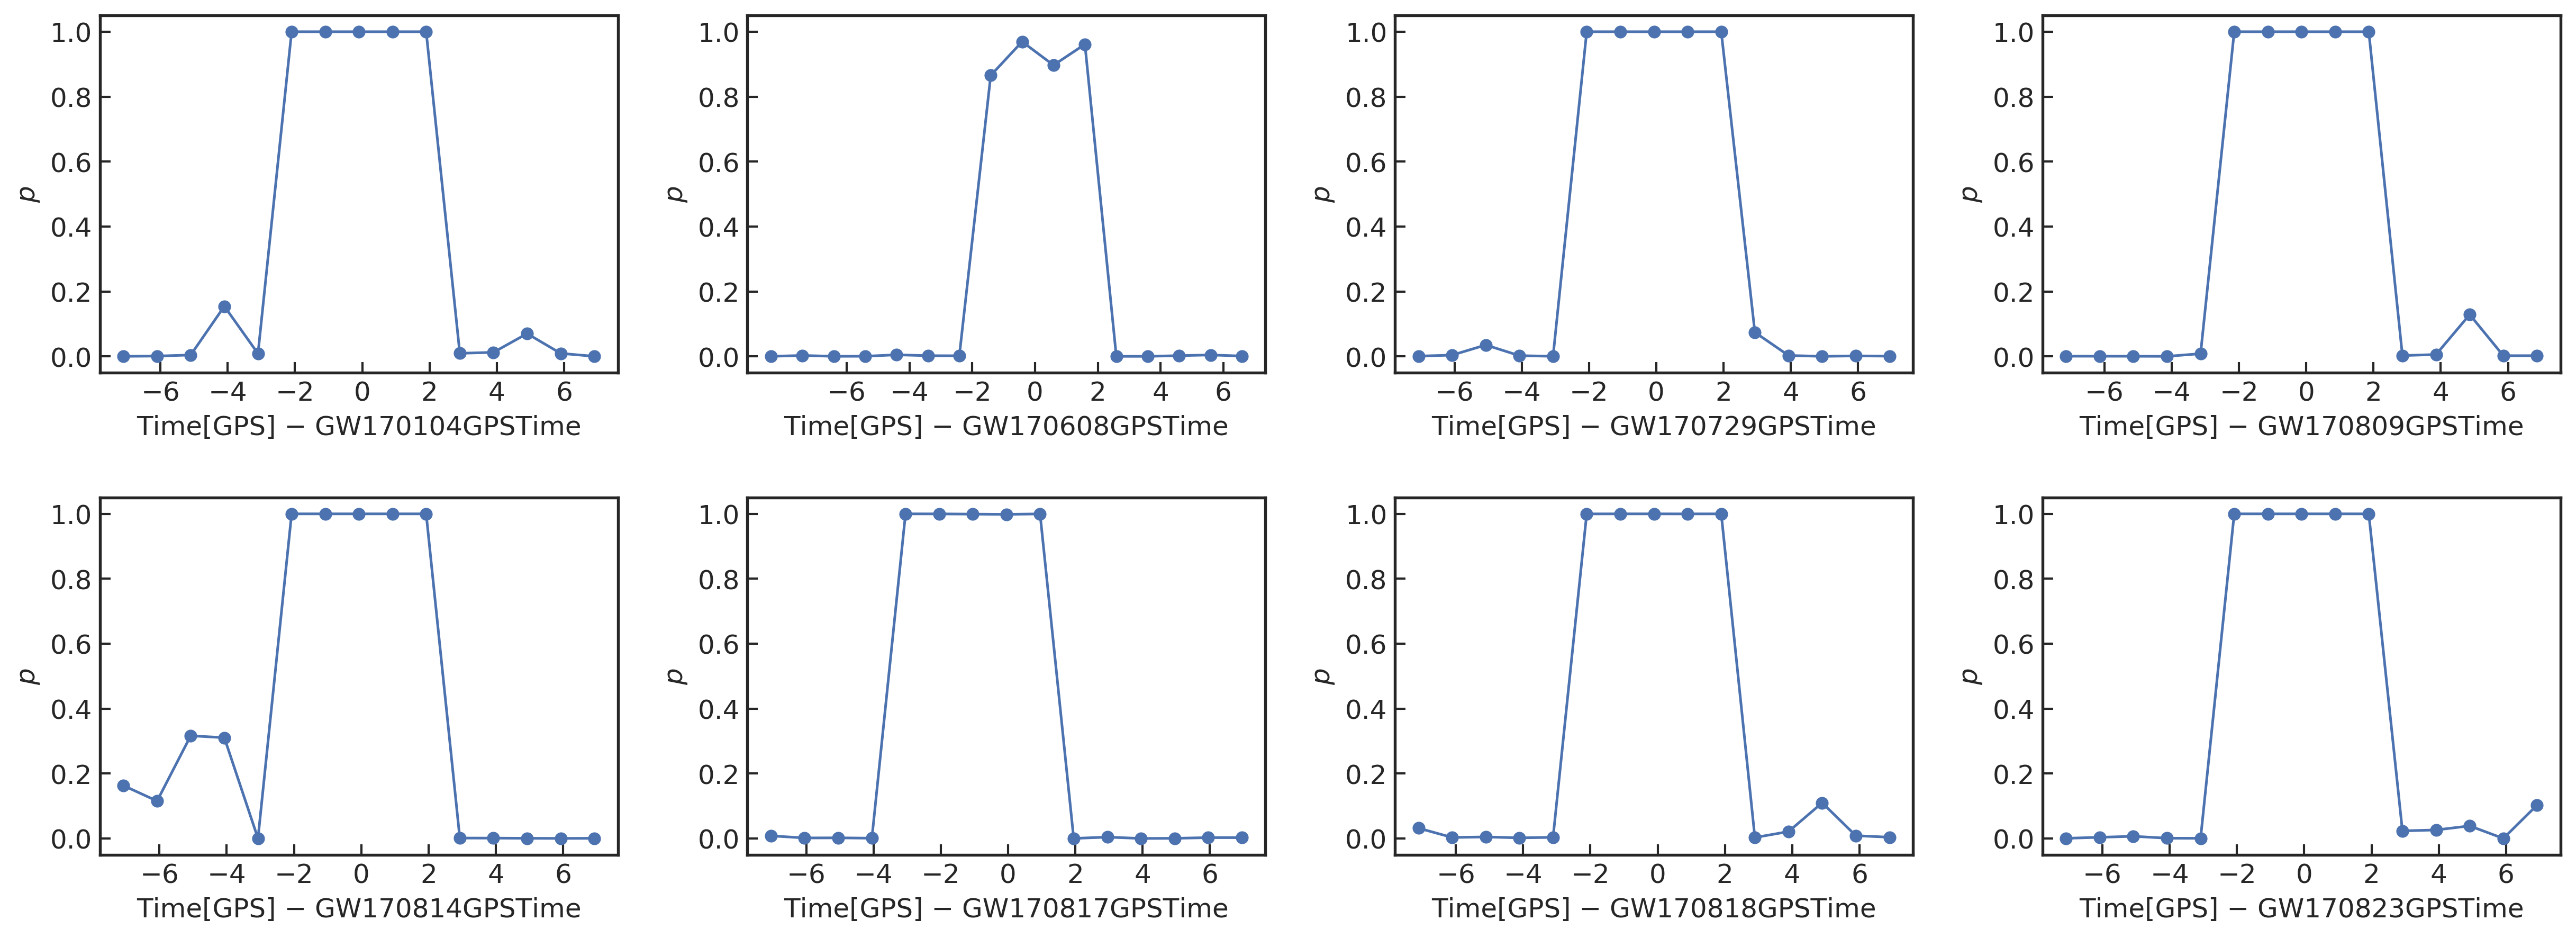 1.0
0.8
0.6
0.4
0.2
0.0
p
−6 −4 −2 0 2 4 6
Time[GPS] − GW170104GPSTime
1.0
0.8
0.6
0.4
0.2
0.0
p
−6 −4 −2 0 2 4 6
Time[GPS] − GW170608GPSTime
1.0
0.8
0.6
0.4
0.2
0.0
p
−6 −4 −2 0 2 4 6
Time[GPS] − GW170729GPSTime
1.0
0.8
0.6
0.4
0.2
0.0
p
−6 −4 −2 0 2 4 6
Time[GPS] − GW170809GPSTime
1.0
0.8
0.6
0.4
0.2
0.0
p
−6 −4 −2 0 2 4 6
Time[GPS] − GW170814GPSTime
1.0
0.8
0.6
0.4
0.2
0.0
p
−6 −4 −2 0 2 4 6
Time[GPS] − GW170817GPSTime
1.0
0.8
0.6
0.4
0.2
0.0
p
−6 −4 −2 0 2 4 6
Time[GPS] − GW170818GPSTime
1.0
0.8
0.6
0.4
0.2
0.0
p
−6 −4 −2 0 2 4 6
Time[GPS] − GW170823GPSTime